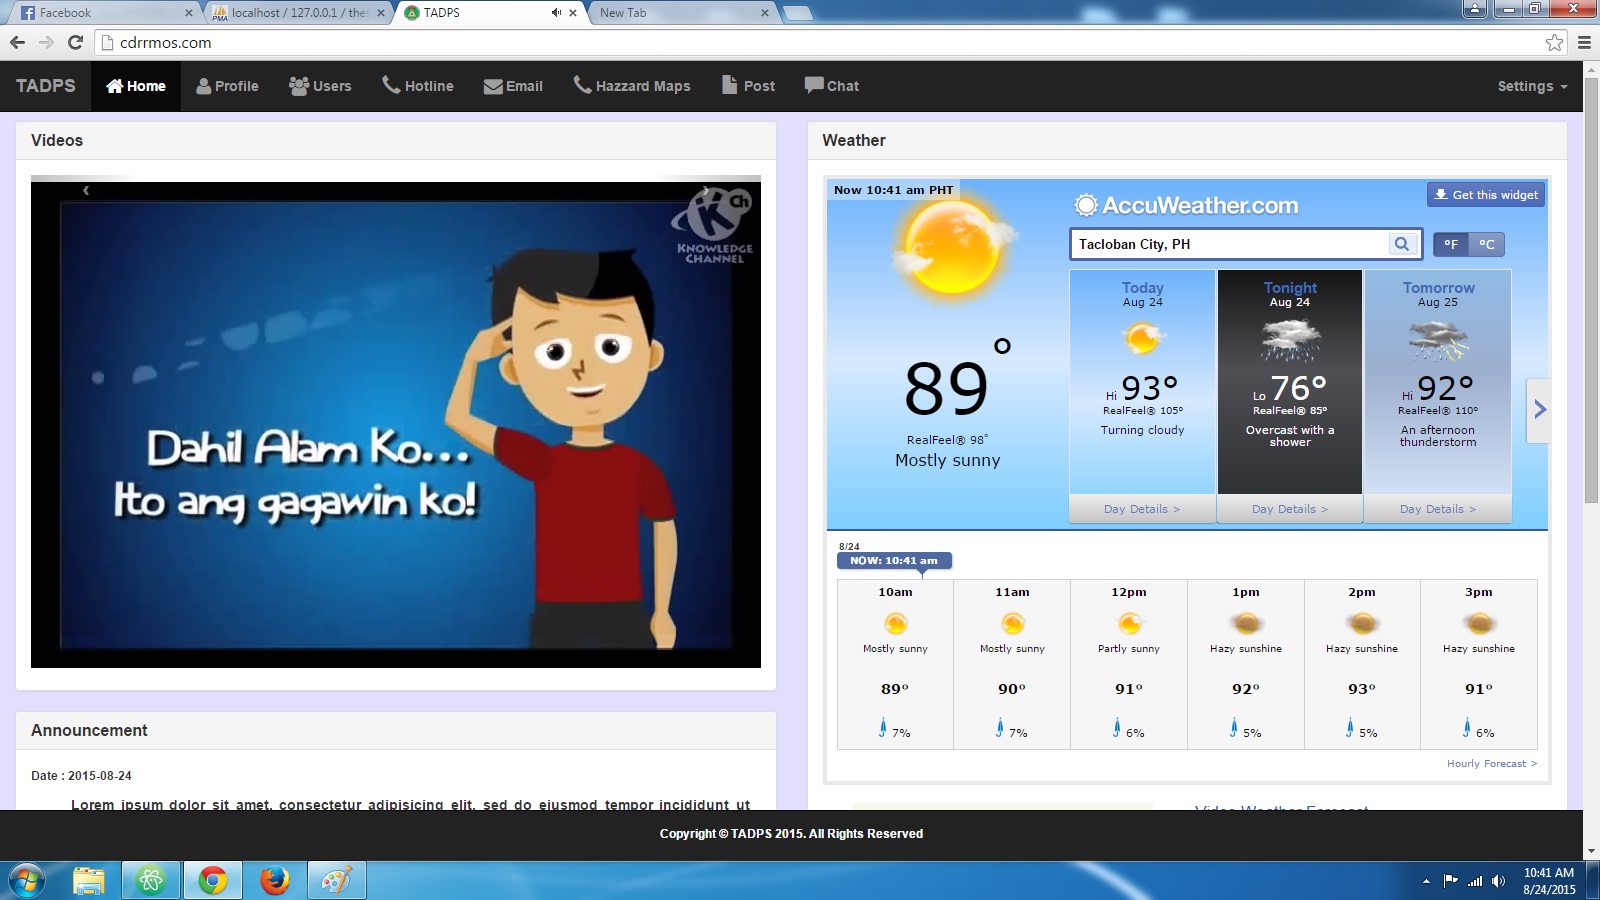 Facebook
localhost / 127.0.0.1 / thes
TADPS
New Tab
cdrrmos.com
TADPS
Home
Profile
Users
Hotline
Email
Hazzard Maps
Post
Chat
Settings
Videos
Ch
KNOWLEDGE
CHANNEL
Dahil Alam Ko...
Ito ang gagawin ko!
Announcement
Date : 2015-08-24
Lorem ipsum dolor sit amet, consectetur adipisicing elit, sed do eiusmod tempor incididunt ut
Weather
Now 10:41 am PHT
AccuWeather.com
Get this widget
Tacloban City, PH
°F
°C
89°
RealFeel® 98°
Mostly sunny
Today
Aug 24
Hi 93°
RealFeel® 105°
Turning cloudy
Day Details >
Tonight
Aug 24
Lo 76°
RealFeel® 85°
Overcast with a
shower
Day Details >
Tomorrow
Aug 25
Hi 92°
RealFeel® 110°
An afternoon
thunderstorm
Day Details >
8/24
NOW: 10:41 am
10am 11am 12pm 1pm 2pm 3pm
Mostly sunny Mostly sunny Partly sunny Hazy sunshine Hazy sunshine Hazy sunshine
89° 90° 91° 92° 93° 91°
7% 7% 6% 5% 5% 6%
Hourly Forecast >
Video Weather Forecast
Copyright © TADPS 2015. All Rights Reserved
10:41 AM
8/24/2015